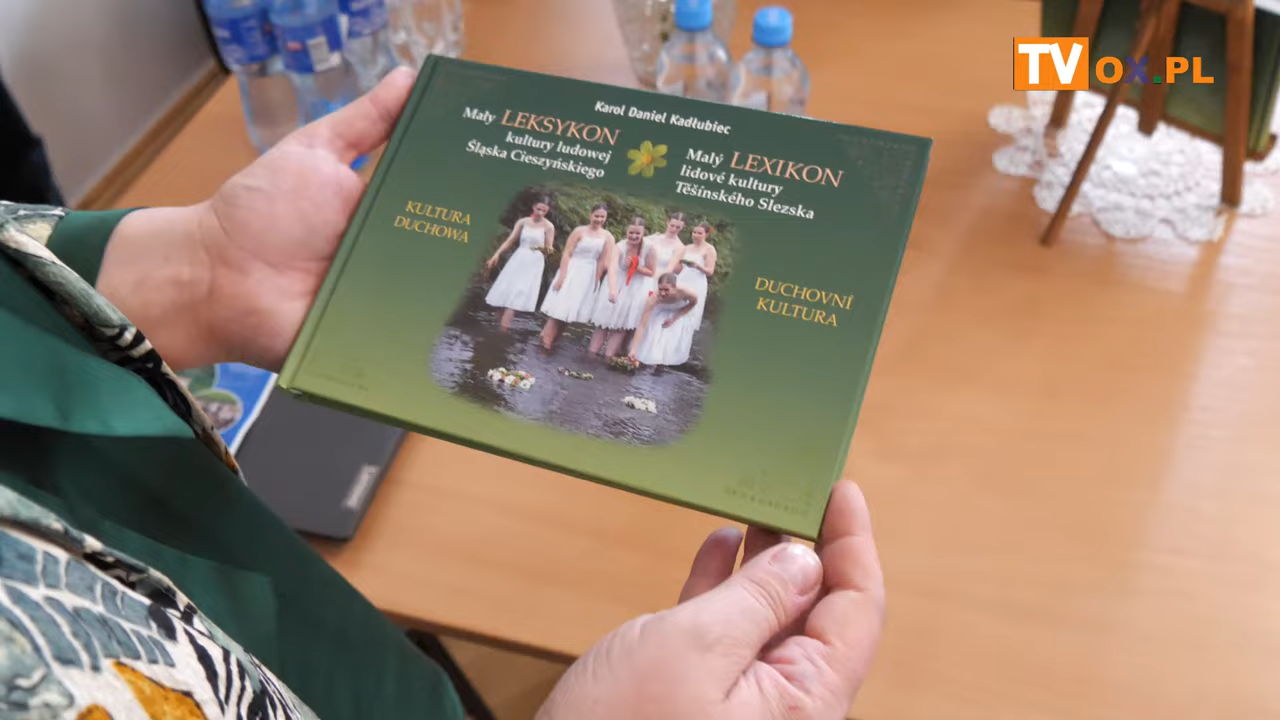 TVOX.PL
Karol Daniel Kadłubiec
Mały LEKSYKON
kultury ludowej
Śląska Cieszyńskiego
Malý LEXIKON
lidové kultury
Těšínského Slezska
KULTURA
DUCHOWA
DUCHOVNÍ
KULTURA